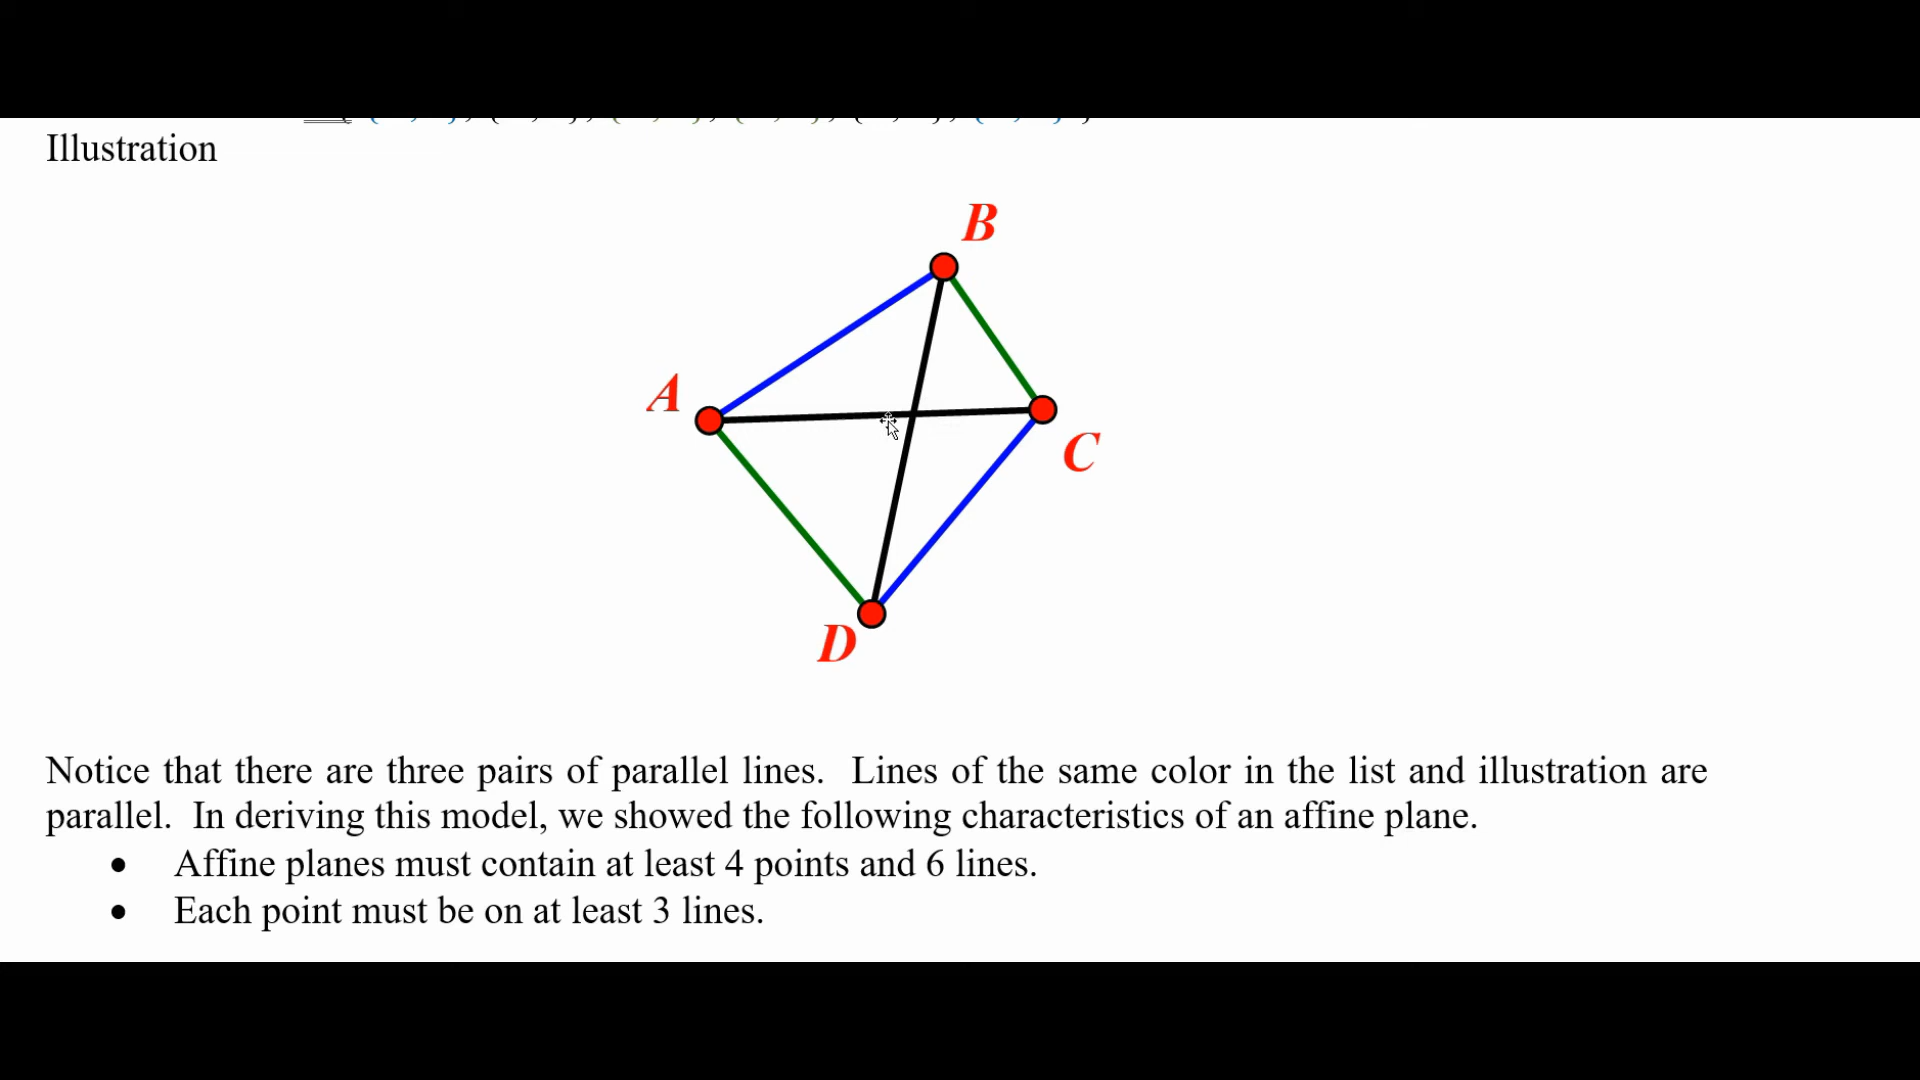 Illustration
B
A
C
D
Notice that there are three pairs of parallel lines. Lines of the same color in the list and illustration are
parallel. In deriving this model, we showed the following characteristics of an affine plane.
• Affine planes must contain at least 4 points and 6 lines.
• Each point must be on at least 3 lines.